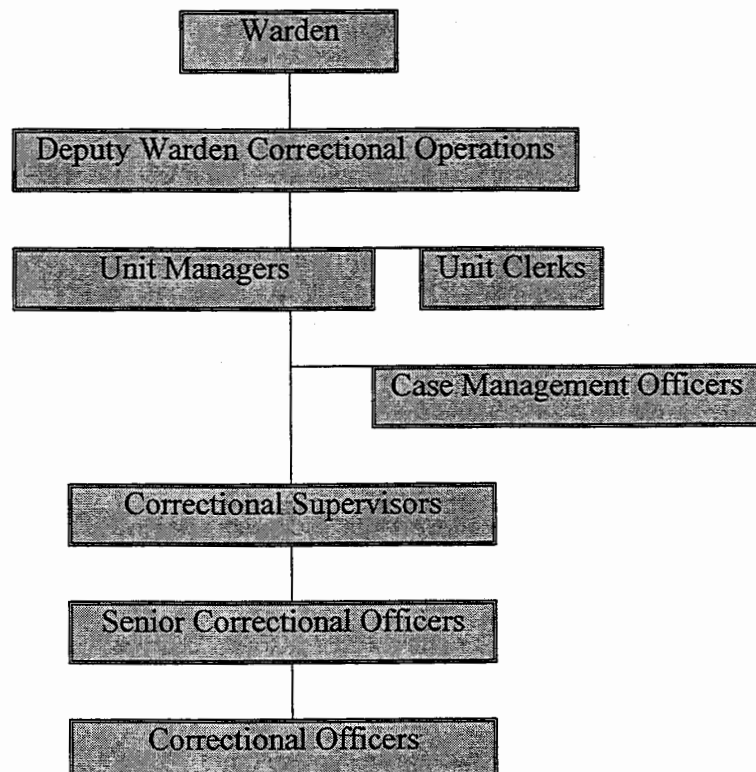 Warden
Deputy Warden Correctional Operations
Unit Managers
Unit Clerks
Case Management Officers
Correctional Supervisors
Senior Correctional Officers
Correctional Officers